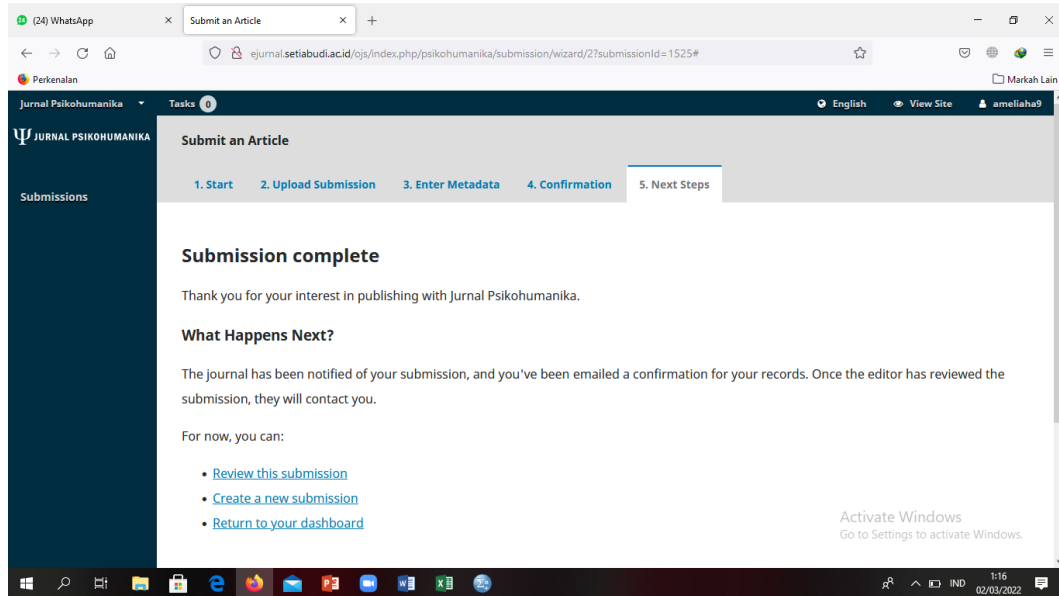 (24) WhatsApp
Submit an Article
ejurnal.setiabudi.ac.id/ojs/index.php/psikohumanika/submission/wizard/2?submissionId=1525#
Perkenalan
Markah Lain
Jurnal Psikohumanika
Tasks 0
English
View Site
ameliaha9
JURNAL PSIKOHUMANIKA
Submissions
Submit an Article
1. Start
2. Upload Submission
3. Enter Metadata
4. Confirmation
5. Next Steps
Submission complete
Thank you for your interest in publishing with Jurnal Psikohumanika.
What Happens Next?
The journal has been notified of your submission, and you've been emailed a confirmation for your records. Once the editor has reviewed the
submission, they will contact you.
For now, you can:
Review this submission
Create a new submission
Return to your dashboard
Activate Windows
Go to Settings to activate Windows.
IND
1:16
02/03/2022